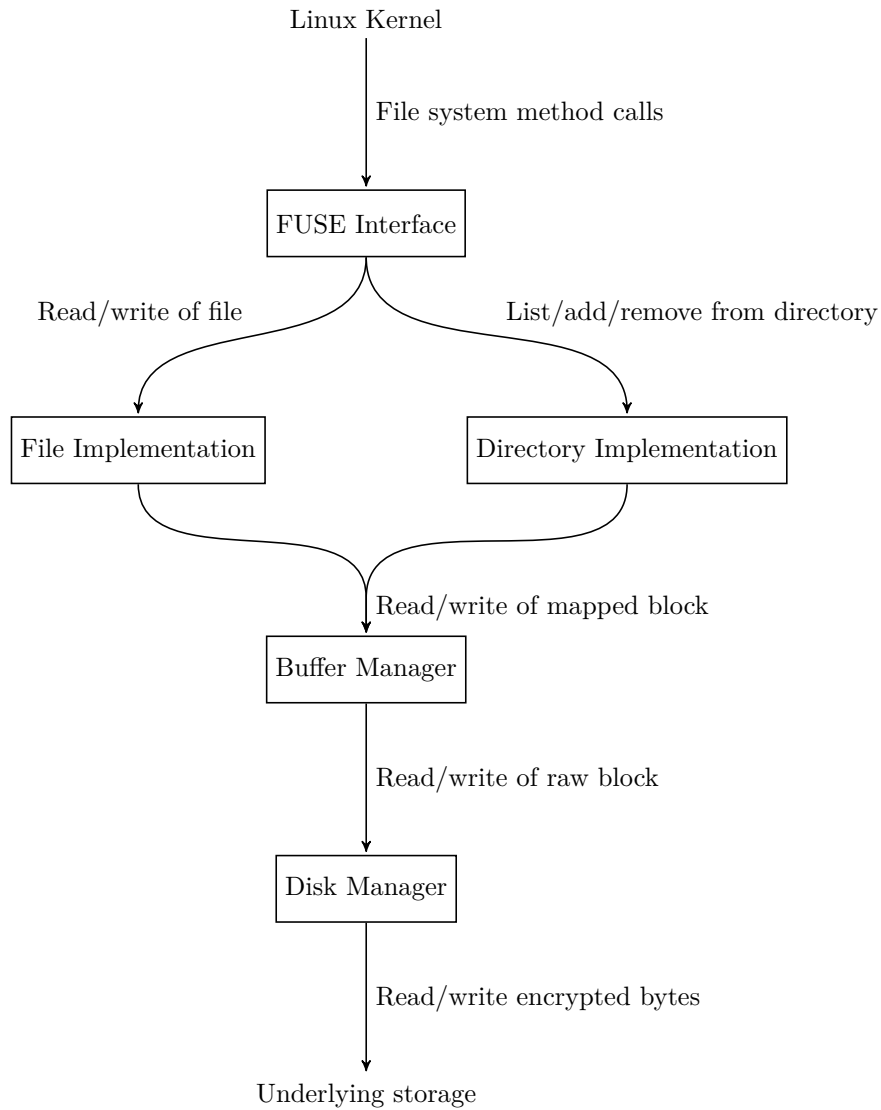 Linux Kernel
File system method calls
FUSE Interface
Read/write of file
List/add/remove from directory
File Implementation
Directory Implementation
Read/write of mapped block
Buffer Manager
Read/write of raw block
Disk Manager
Read/write encrypted bytes
Underlying storage